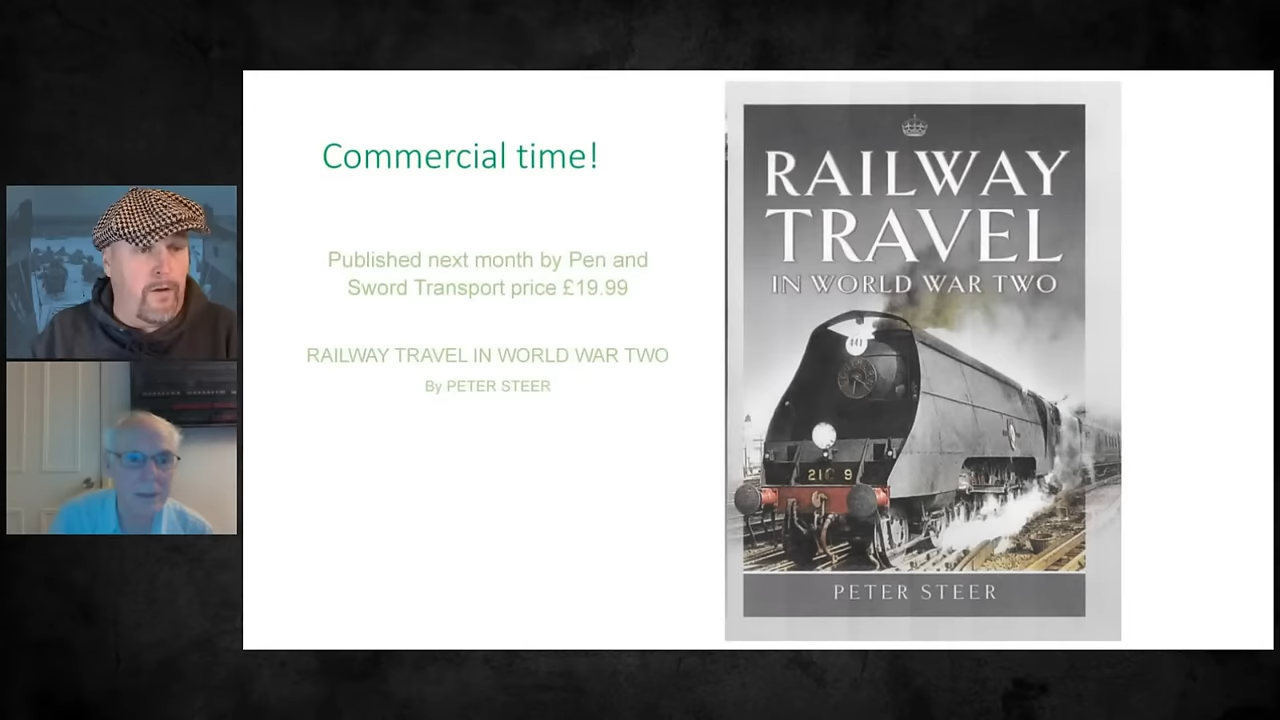 Commercial time!
Published next month by Pen and
Sword Transport price £19.99
RAILWAY TRAVEL IN WORLD WAR TWO
By PETER STEER
RAILWAY
TRAVEL
IN WORLD WAR TWO
PETER STEER